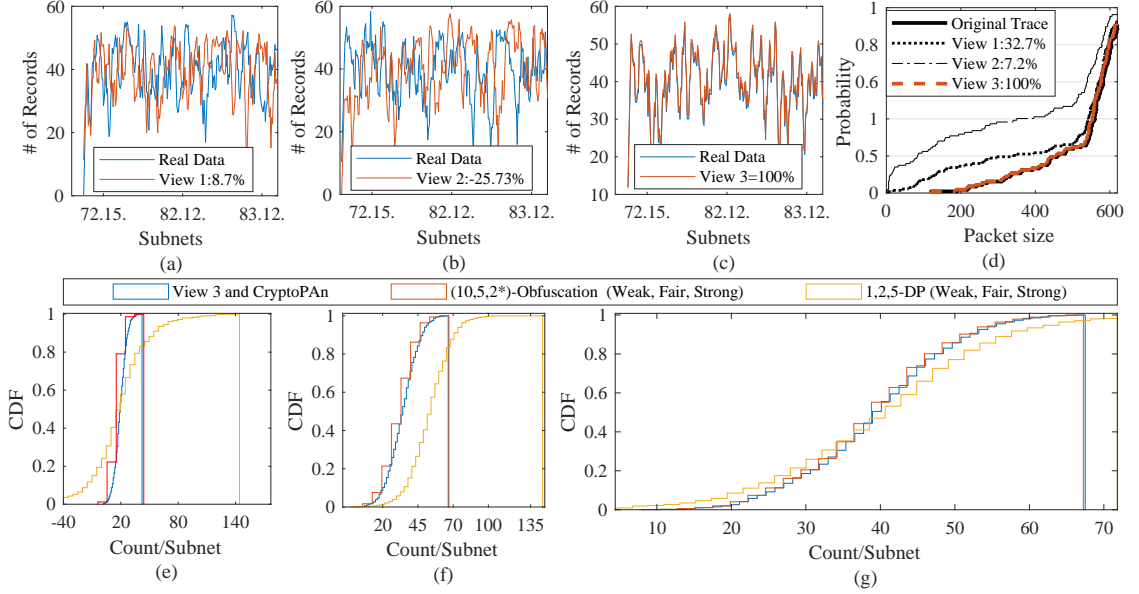 60
40
20
0
# of Records
Real Data
View 1:8.7%
72.15.
82.12.
83.12.
Subnets
(a)
60
40
20
0
# of Records
Real Data
View 2:-25.73%
72.15.
82.12.
83.12.
Subnets
(b)
60
50
40
30
20
10
# of Records
Real Data
View 3=100%
72.15.
82.12.
83.12.
Subnets
(c)
1
0.8
0.6
1
0.5
0
Probability
Original Trace
View 1:32.7%
View 2:7.2%
View 3:100%
0
200
400
600
Packet size
(d)
View 3 and CryptoPAn
(10,5,2*)-Obfuscation (Weak, Fair, Strong)
1,2,5-DP (Weak, Fair, Strong)
1
0.8
0.6
0.4
0.2
0
CDF
-40
20
80
140
Count/Subnet
(e)
1
0.8
0.6
0.4
0.2
0
CDF
20
45
70
100
135
Count/Subnet
(f)
1
0.8
0.6
0.4
0.2
0
CDF
10
20
30
40
50
60
70
Count/Subnet
(g)